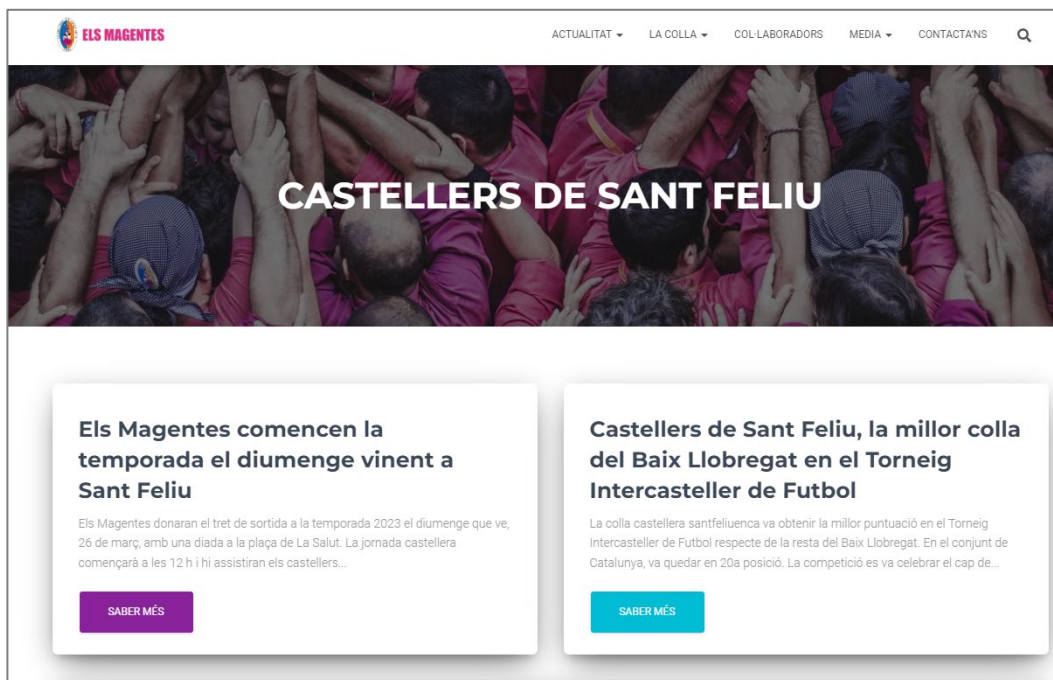 ELS MAGENTES
ACTUALITAT
LA COLLA
COL·LABORADORS
MEDIA
CONTACTA'NS
CASTELLERS DE SANT FELIU
Els Magentes comencen la
temporada el diumenge vinent a
Sant Feliu
Els Magentes donaran el tret de sortida a la temporada 2023 el diumenge que ve,
26 de març, amb una diada a la plaça de La Salut. La jornada castellera
començarà a les 12 h i hi assistiran els castellers...
SABER MÉS
Castellers de Sant Feliu, la millor colla
del Baix Llobregat en el Torneig
Intercasteller de Futbol
La colla castellera santfeliuenca va obtenir la millor puntuació en el Torneig
Intercasteller de Futbol respecte de la resta del Baix Llobregat. En el conjunt de
Catalunya, va quedar en 20a posició. La competició es va celebrar el cap de...
SABER MÉS